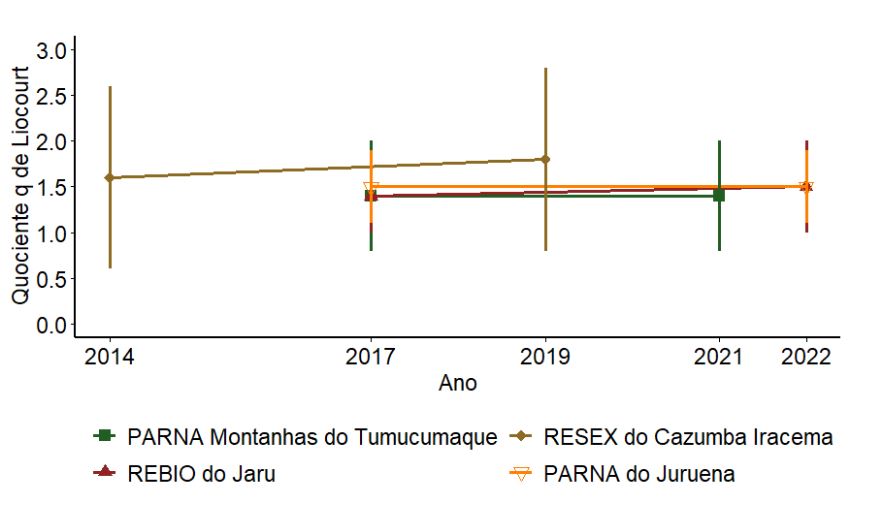 Quociente q de Liocourt
3.0
2.5
2.0
1.5
1.0
0.5
0.0
2014 2017 2019 2021 2022
Ano
PARNA Montanhas do Tumucumaque RESEX do Cazumba Iracema
REBIO do Jaru PARNA do Juruena